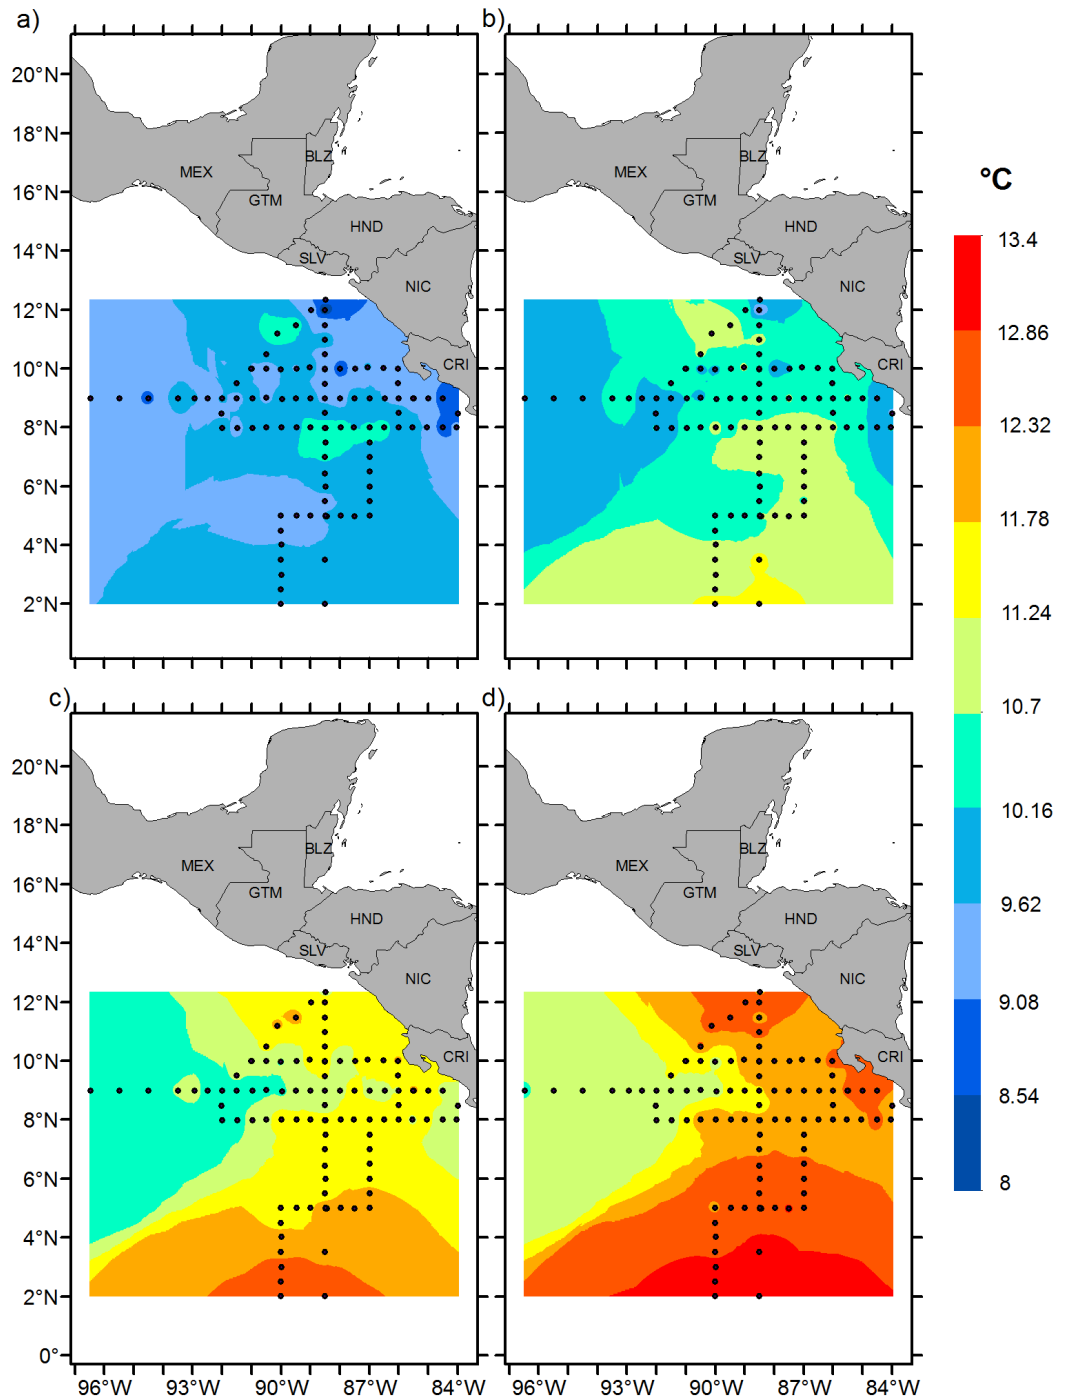 a)
b)
20°N
18°N
16°N
14°N
12°N
10°N
8°N
6°N
4°N
2°N
MEX
BLZ
GTM
HND
SLV
NIC
CRI
MEX
BLZ
GTM
HND
SLV
NIC
CRI
°C
13.4
12.86
12.32
11.78
11.24
10.7
10.16
9.62
9.08
8.54
8
c)
d)
20°N
18°N
16°N
14°N
12°N
10°N
8°N
6°N
4°N
2°N
0°
MEX
BLZ
GTM
HND
SLV
NIC
CRI
MEX
BLZ
GTM
HND
SLV
NIC
CRI
96°W 93°W 90°W 87°W 84°W
96°W 93°W 90°W 87°W 84°W